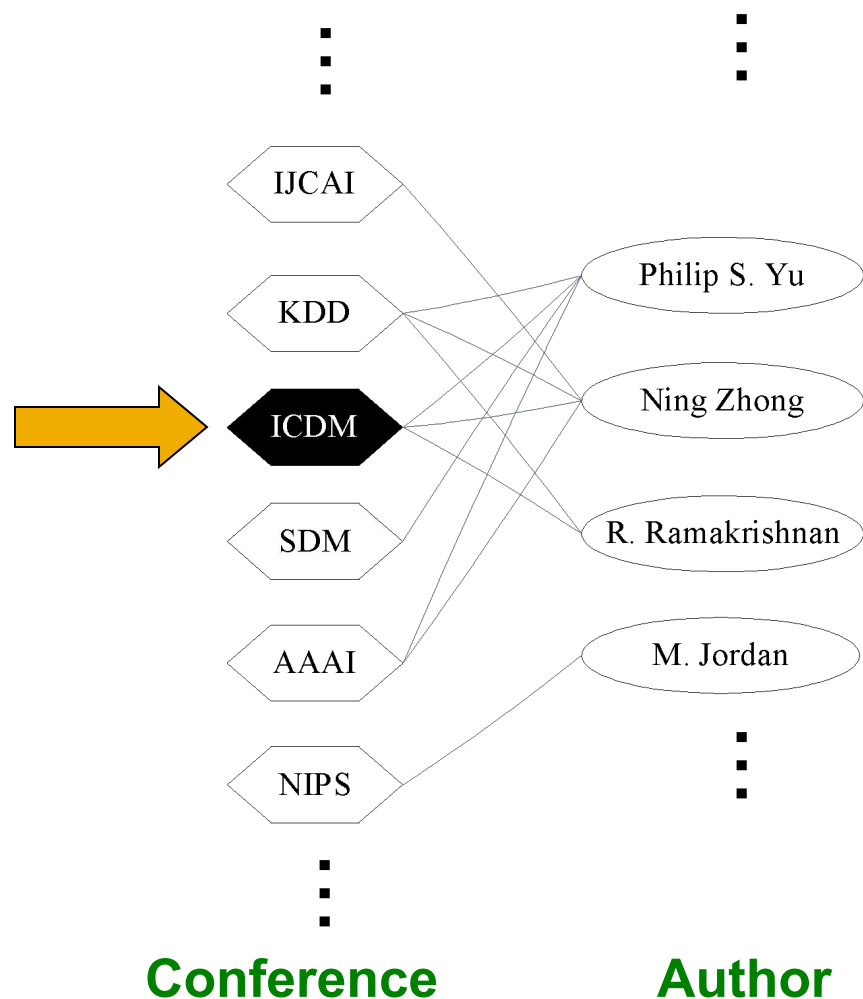 IJCAI
KDD
ICDM
SDM
AAAI
NIPS
Philip S. Yu
Ning Zhong
R. Ramakrishnan
M. Jordan
Conference
Author